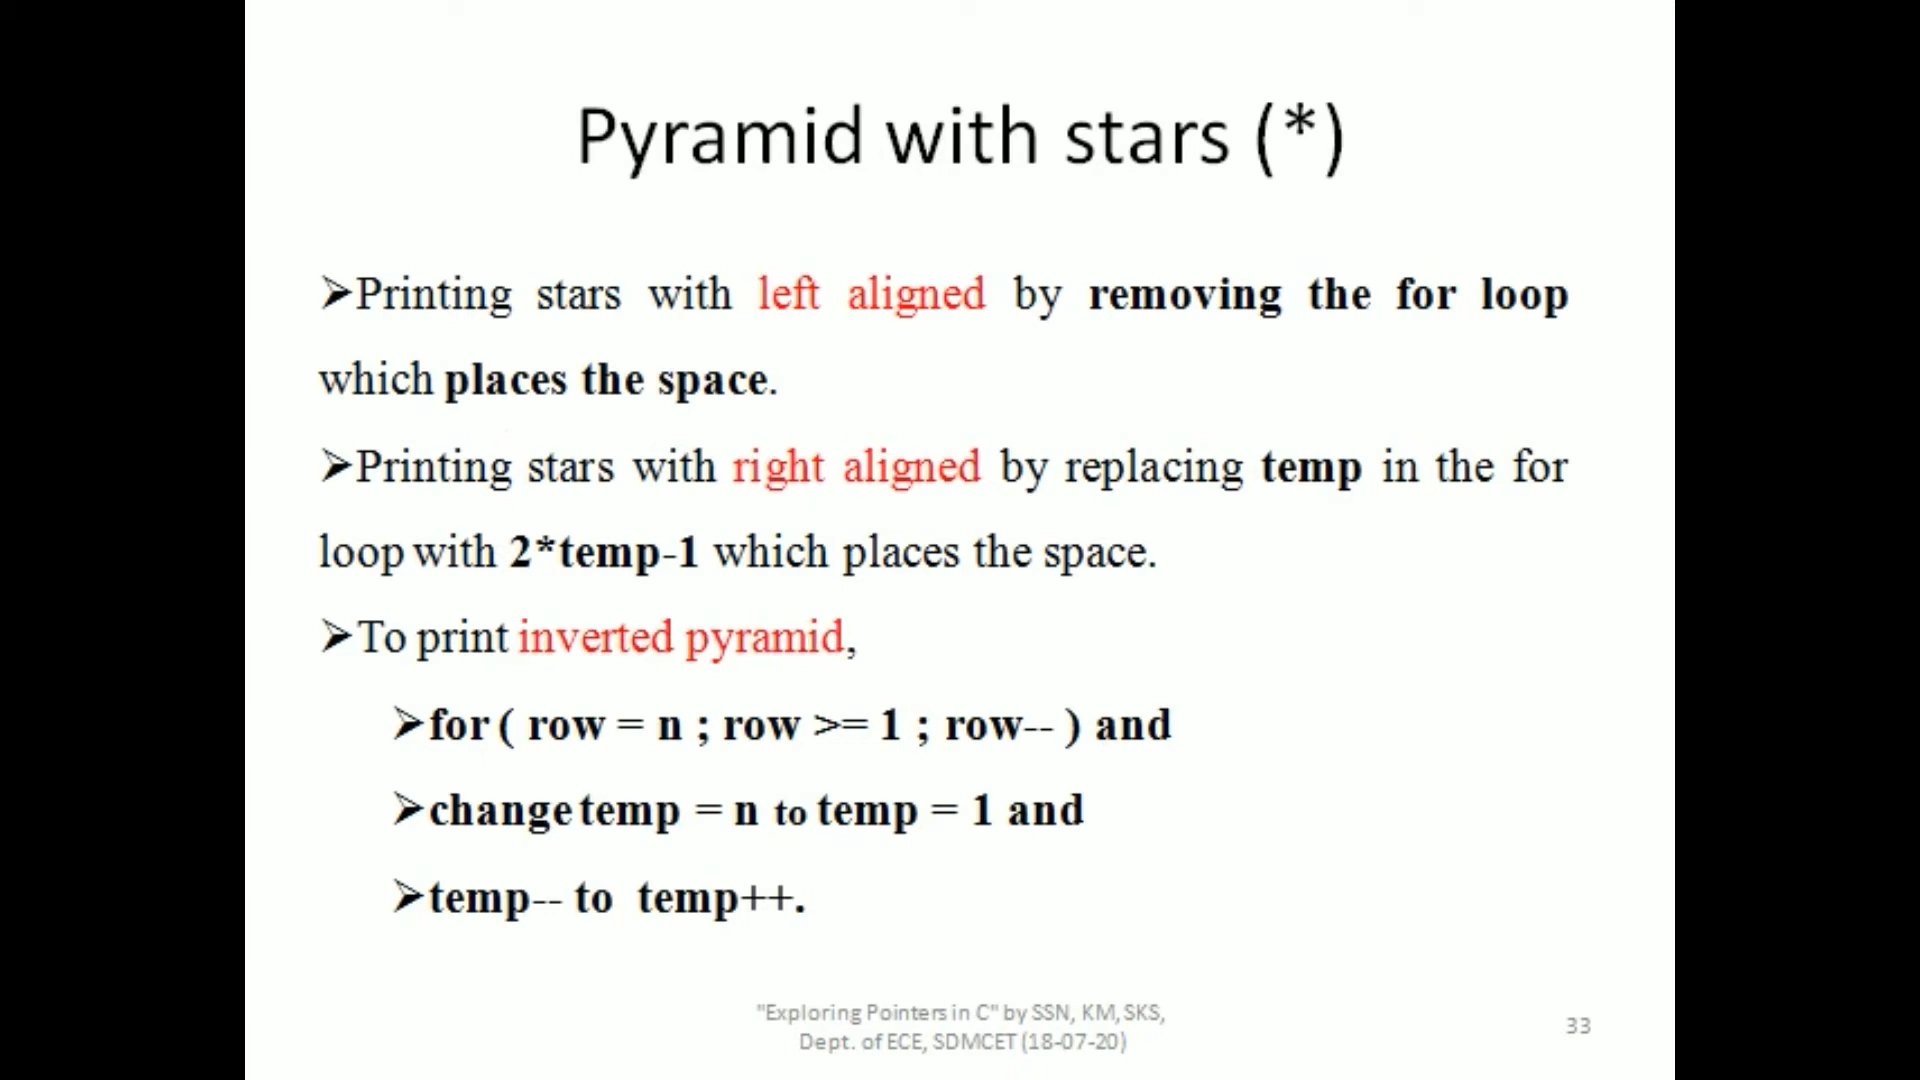 Pyramid with stars (*)
➢Printing stars with left aligned by removing the for loop
which places the space.
➢Printing stars with right aligned by replacing temp in the for
loop with 2*temp-1 which places the space.
➢To print inverted pyramid,
➢for ( row = n ; row >= 1 ; row-- ) and
➢change temp = n to temp = 1 and
➢temp-- to temp++.
"Exploring Pointers in C" by SSN, KM, SKS,
Dept. of ECE, SDMCET (18-07-20)
33